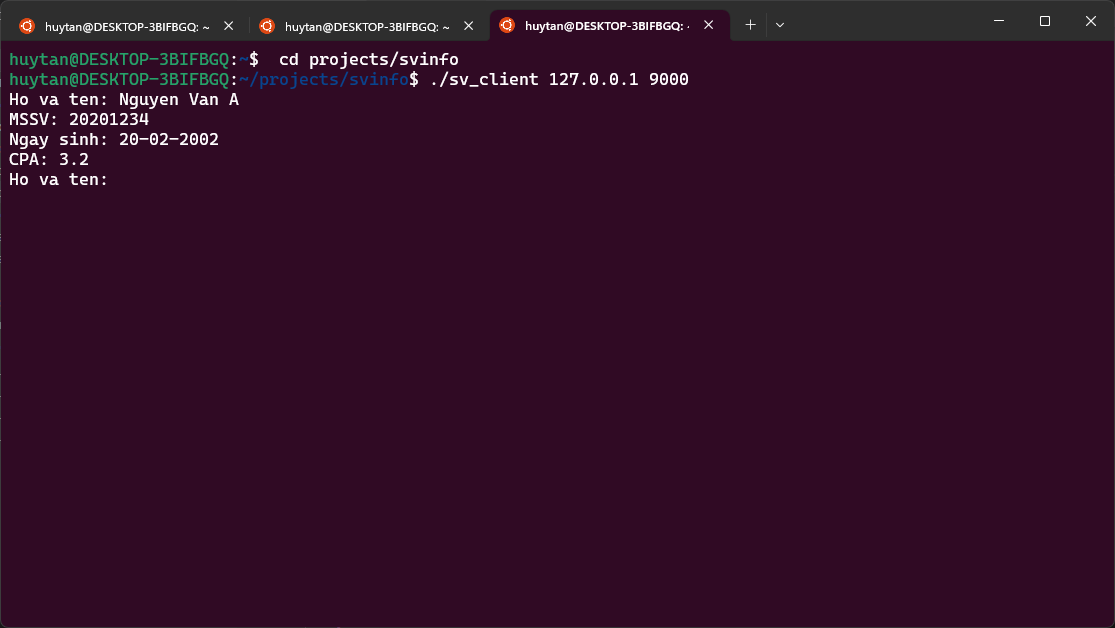 huytan@DESKTOP-3BIFBGQ: ~
huytan@DESKTOP-3BIFBGQ: ~
huytan@DESKTOP-3BIFBGQ: 
huytan@DESKTOP-3BIFBGQ:~$  cd projects/svinfo
huytan@DESKTOP-3BIFBGQ:~/projects/svinfo$ ./sv_client 127.0.0.1 9000
Ho va ten: Nguyen Van A
MSSV: 20201234
Ngay sinh: 20-02-2002
CPA: 3.2
Ho va ten: